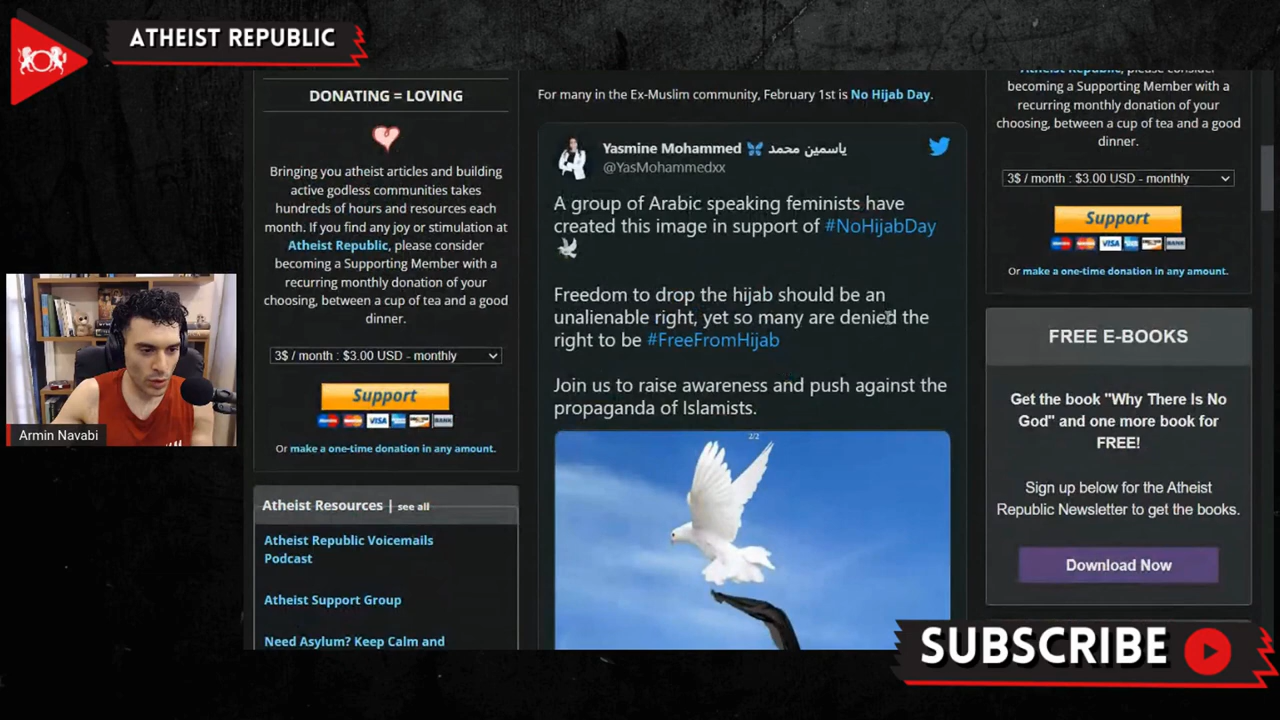 ATHEIST REPUBLIC
DONATING = LOVING
Bringing you atheist articles and building
active godless communities takes
hundreds of hours and resources each
month. If you find any joy or stimulation at
Atheist Republic, please consider
becoming a Supporting Member with a
recurring monthly donation of your
choosing, between a cup of tea and a good
dinner.
3$ / month : $3.00 USD - monthly
Support
VISA
BANK
Or make a one-time donation in any amount.
Atheist Resources | see all
Atheist Republic Voicemails
Podcast
Atheist Support Group
Need Asylum? Keep Calm and
Armin Navabi
For many in the Ex-Muslim community, February 1st is No Hijab Day.
Yasmine Mohammed 🦋 ياسمين محمد
@YasMohammedxx
A group of Arabic speaking feminists have
created this image in support of #NoHijabDay
🕊
Freedom to drop the hijab should be an
unalienable right, yet so many are denied the
right to be #FreeFromHijab
Join us to raise awareness and push against the
propaganda of Islamists.
2/2
Atheist Republic, please consider
becoming a Supporting Member with a
recurring monthly donation of your
choosing, between a cup of tea and a good
dinner.
3$ / month : $3.00 USD - monthly
Support
VISA
BANK
Or make a one-time donation in any amount.
FREE E-BOOKS
Get the book "Why There Is No
God" and one more book for
FREE!
Sign up below for the Atheist
Republic Newsletter to get the books.
Download Now
SUBSCRIBE